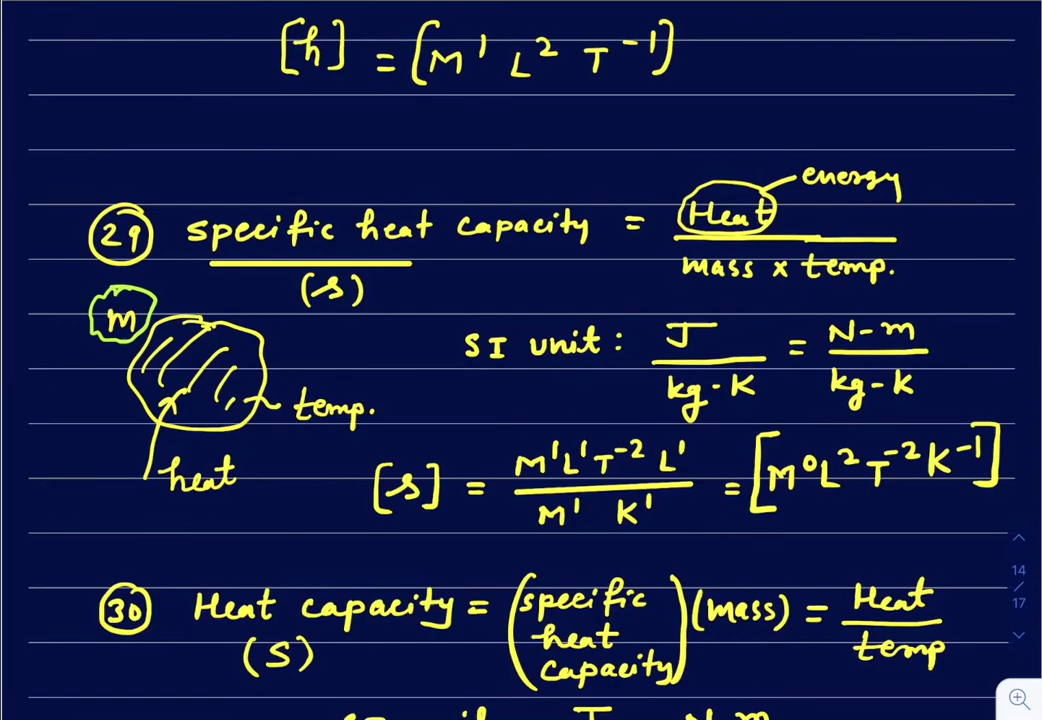 [h] = [M¹ L² T⁻¹]
energy
(29) specific heat capacity = Heat / mass x temp.
(s)
m
SI unit : J / kg-K = N-m / kg-K
temp.
heat
[s] = M¹L¹T⁻² L¹ / M¹ K¹ = [M⁰L²T⁻²K⁻¹]
14
/
17
(30) Heat capacity = (specific heat capacity) (mass) = Heat / temp
(S)